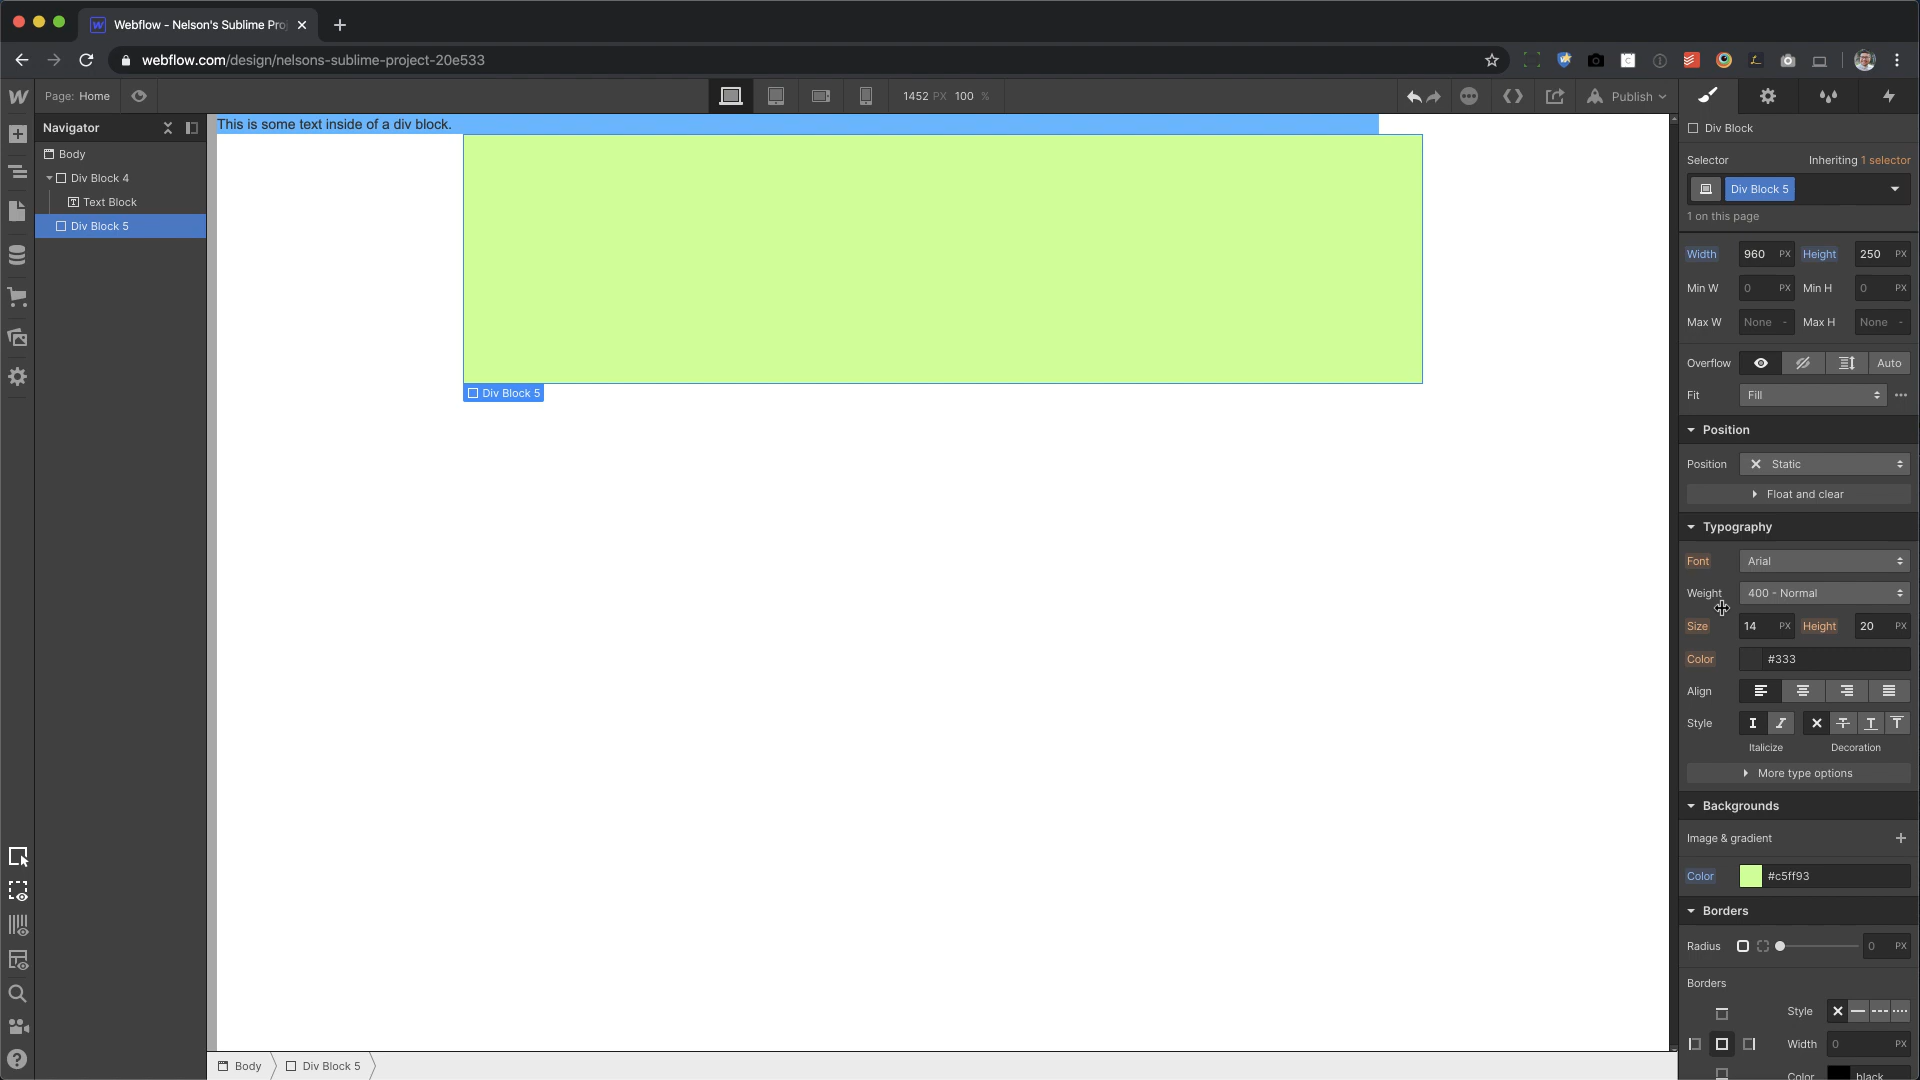 Webflow - Nelson's Sublime Pro
webflow.com/design/nelsons-sublime-project-20e533
Page: Home
1452 PX 100 %
Publish
Navigator
Body
Div Block 4
Text Block
Div Block 5
This is some text inside of a div block.
Div Block 5
Div Block
Selector
Inheriting 1 selector
Div Block 5
1 on this page
Width 960 PX Height 250 PX
Min W 0 PX Min H 0 PX
Max W None - Max H None -
Overflow Auto
Fit Fill
Position
Position Static
Float and clear
Typography
Font Arial
Weight 400 - Normal
Size 14 PX Height 20 PX
Color #333
Align
Style
Italicize Decoration
More type options
Backgrounds
Image & gradient
Color #c5ff93
Borders
Radius 0 PX
Borders
Style
Width 0 PX
Color black
Body Div Block 5